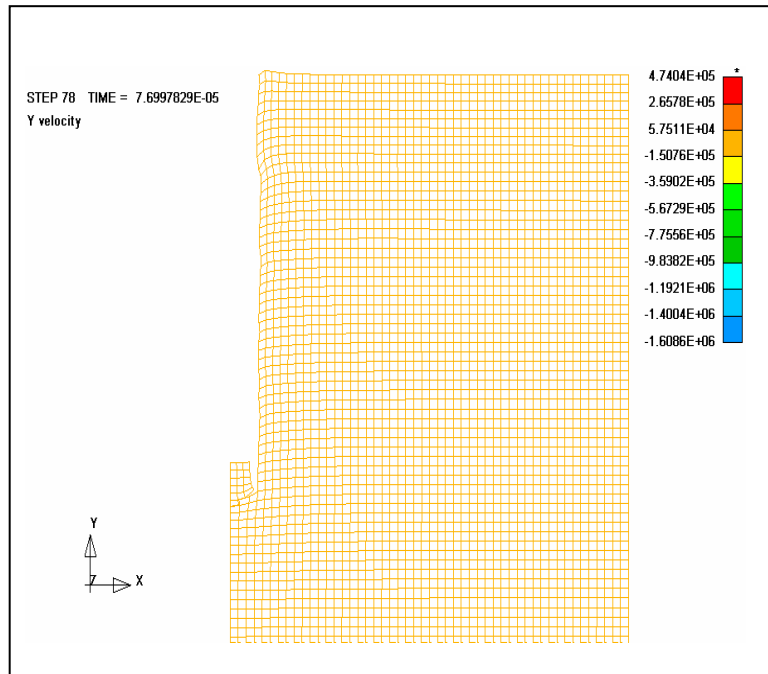 STEP 78 TIME = 7.6997829E-05
Y velocity
*
4.7404E+05
2.6578E+05
5.7511E+04
-1.5076E+05
-3.5902E+05
-5.6729E+05
-7.7556E+05
-9.8382E+05
-1.1921E+06
-1.4004E+06
-1.6086E+06
Y
Z
X